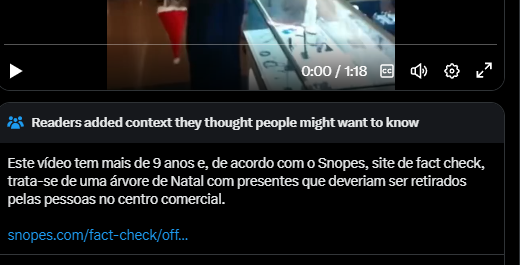 0:00 / 1:18 CC
Readers added context they thought people might want to know
Este vídeo tem mais de 9 anos e, de acordo com o Snopes, site de fact check,
trata-se de uma árvore de Natal com presentes que deveriam ser retirados
pelas pessoas no centro comercial.
snopes.com/fact-check/off...